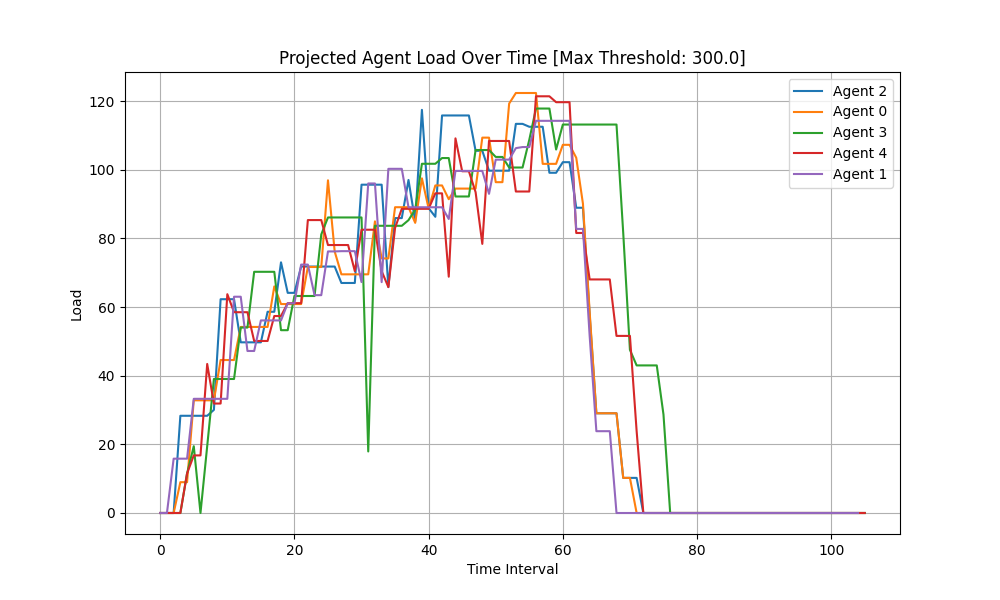 Projected Agent Load Over Time [Max Threshold: 300.0]
Agent 2
Agent 0
Agent 3
Agent 4
Agent 1
Load
120
100
80
60
40
20
0
0 20 40 60 80 100
Time Interval